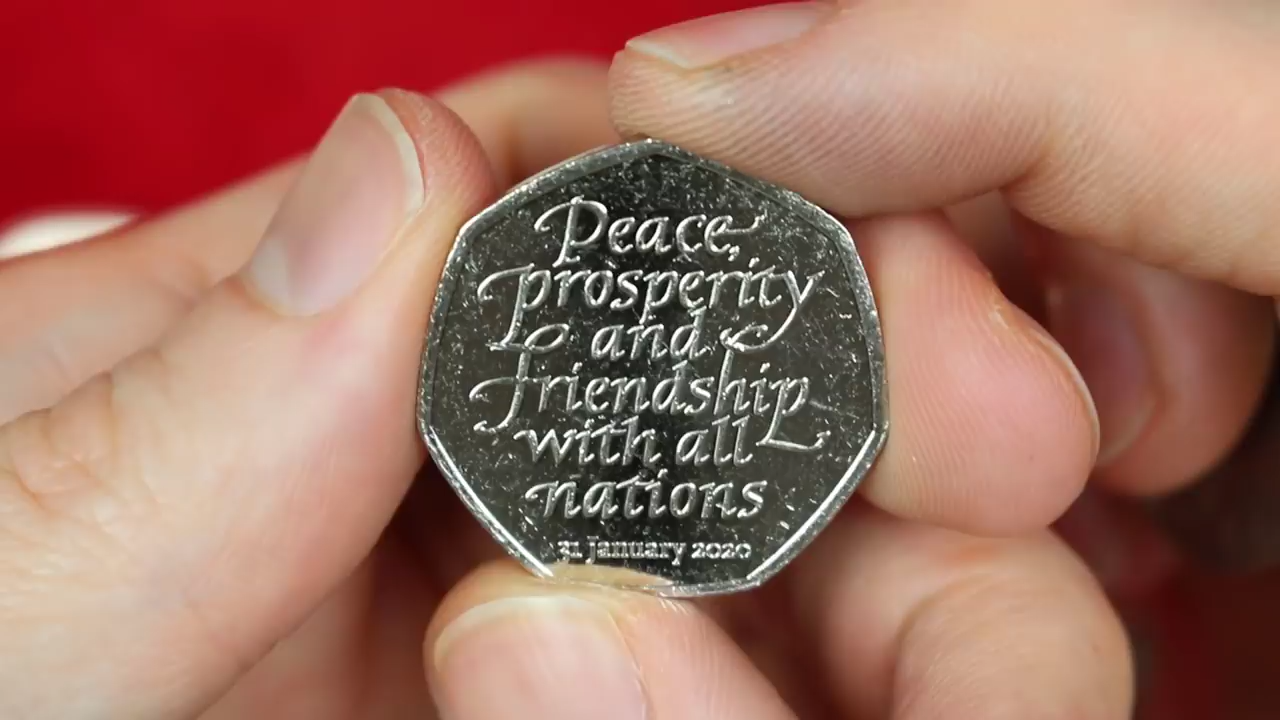 Peace,
prosperity
and
friendship
with all
nations
31 January 2020